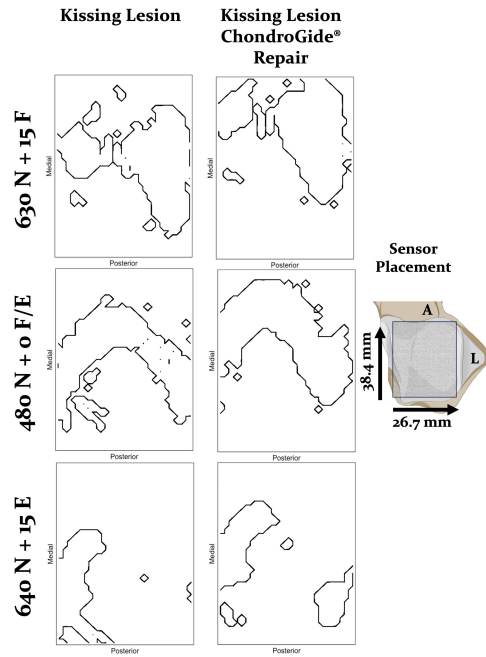 Kissing Lesion
Kissing Lesion
ChondroGide®
Repair
630 N + 15 F
Medial
Posterior
Medial
Posterior
480 N + 0 F/E
Medial
Posterior
Medial
Posterior
640 N + 15 E
Medial
Posterior
Medial
Posterior
Sensor
Placement
A
L
38.4 mm
26.7 mm